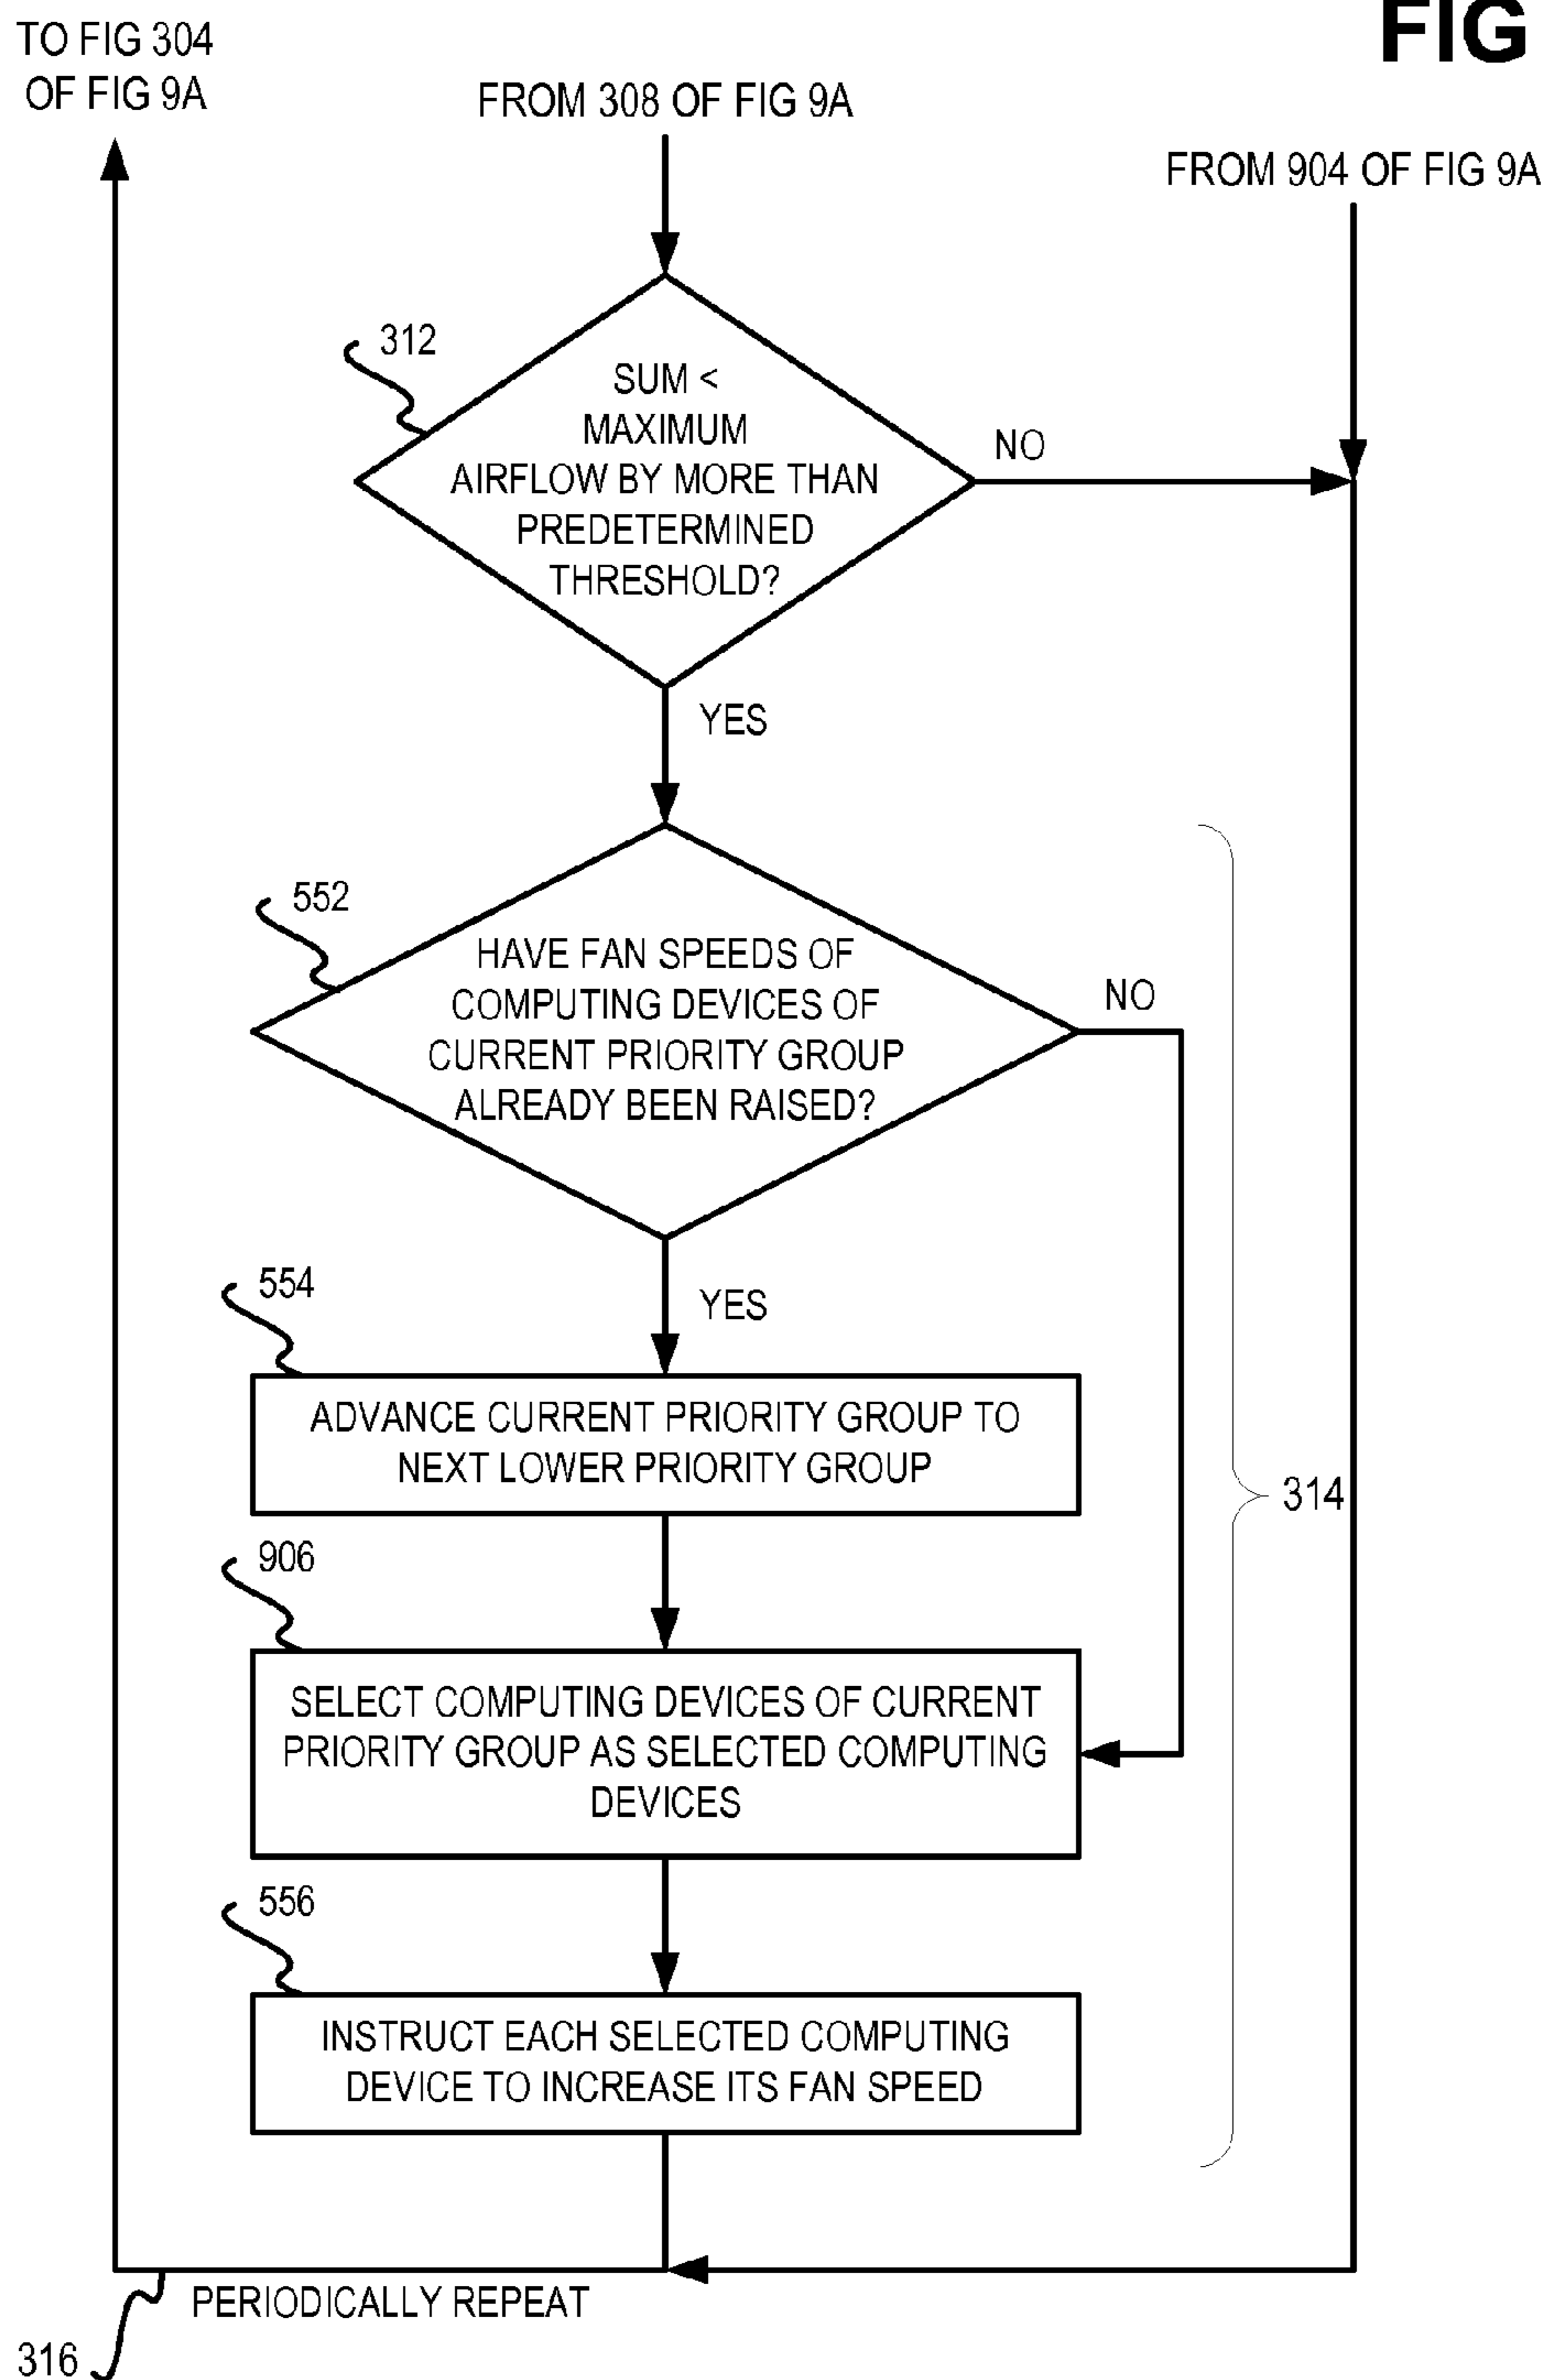 FIG
TO FIG 304
OF FIG 9A
FROM 308 OF FIG 9A
FROM 904 OF FIG 9A
312
SUM <
MAXIMUM
AIRFLOW BY MORE THAN
PREDETERMINED
THRESHOLD?
NO
YES
552
HAVE FAN SPEEDS OF
COMPUTING DEVICES OF
CURRENT PRIORITY GROUP
ALREADY BEEN RAISED?
NO
YES
554
ADVANCE CURRENT PRIORITY GROUP TO
NEXT LOWER PRIORITY GROUP
314
906
SELECT COMPUTING DEVICES OF CURRENT
PRIORITY GROUP AS SELECTED COMPUTING
DEVICES
556
INSTRUCT EACH SELECTED COMPUTING
DEVICE TO INCREASE ITS FAN SPEED
PERIODICALLY REPEAT
316